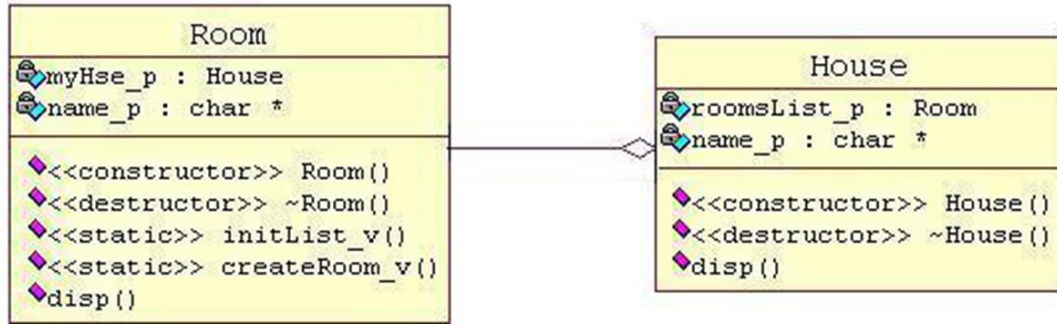 Room
myHse_p : House
name_p : char *
<<constructor>> Room()
<<destructor>> ~Room()
<<static>> initList_v()
<<static>> createRoom_v()
disp()
House
roomsList_p : Room
name_p : char *
<<constructor>> House()
<<destructor>> ~House()
disp()